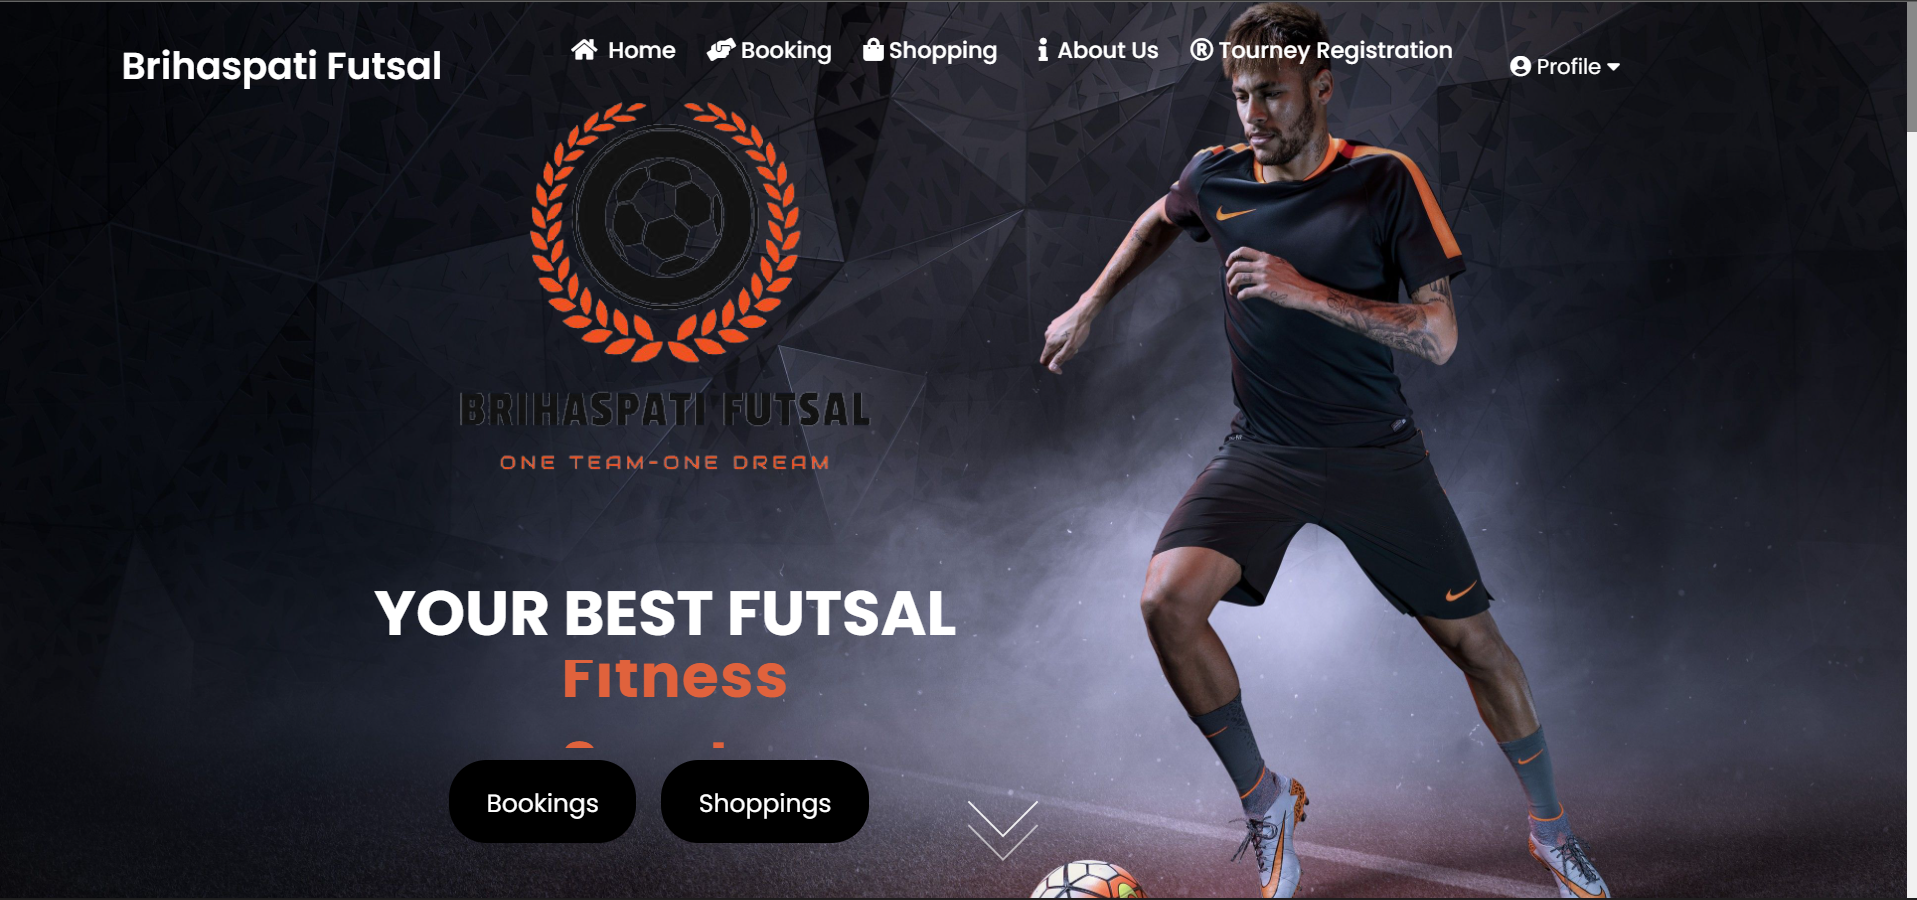 Brihaspati Futsal
Home Booking Shopping About Us Tourney Registration
Profile
BRIHASPATI FUTSAL
ONE TEAM-ONE DREAM
YOUR BEST FUTSAL
Fitness
Bookings Shoppings